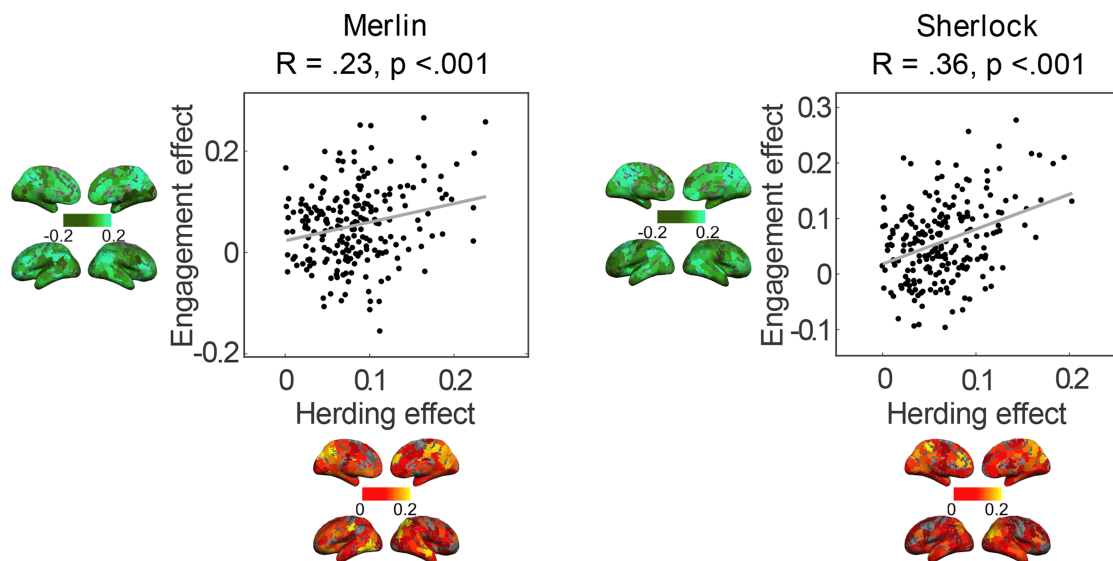 Merlin
R = .23, p <.001
Engagement effect
0.2
0
-0.2
0
0.1
0.2
Herding effect
-0.2
0.2
0
0.2
Sherlock
R = .36, p <.001
Engagement effect
0.3
0.2
0.1
0
-0.1
0
0.1
0.2
Herding effect
-0.2
0.2
0
0.2